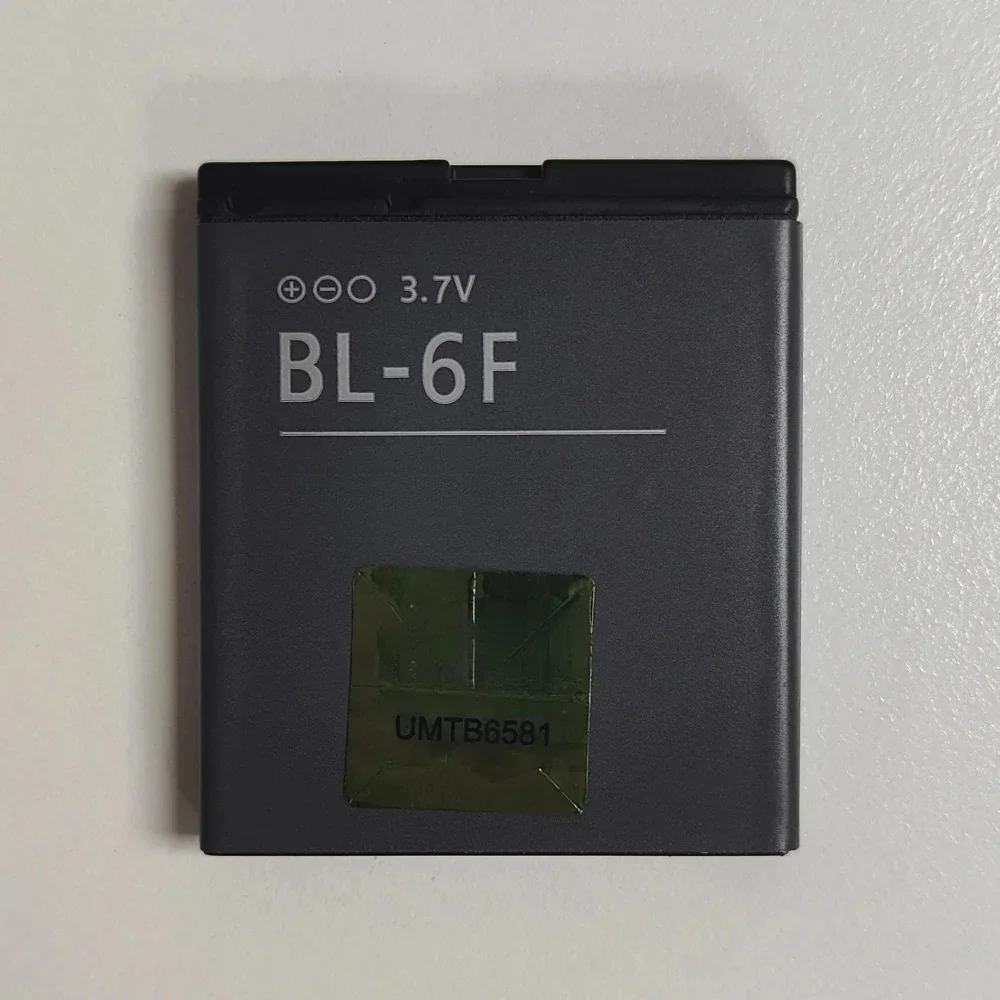 ⊕⊖○ 3.7V
BL-6F
UMTB6581